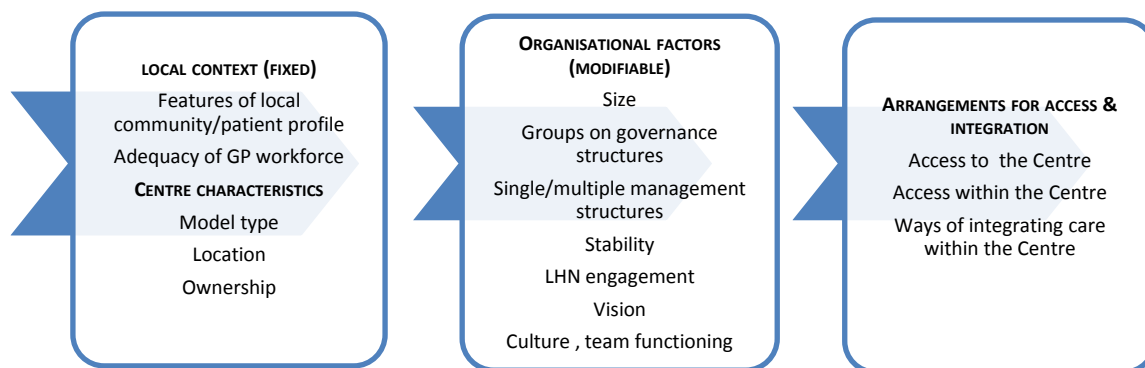 LOCAL CONTEXT (FIXED)
Features of local
community/patient profile
Adequacy of GP workforce
CENTRE CHARACTERISTICS
Model type
Location
Ownership
ORGANISATIONAL FACTORS
(MODIFIABLE)
Size
Groups on governance
structures
Single/multiple management
structures
Stability
LHN engagement
Vision
Culture , team functioning
ARRANGEMENTS FOR ACCESS &
INTEGRATION
Access to the Centre
Access within the Centre
Ways of integrating care
within the Centre